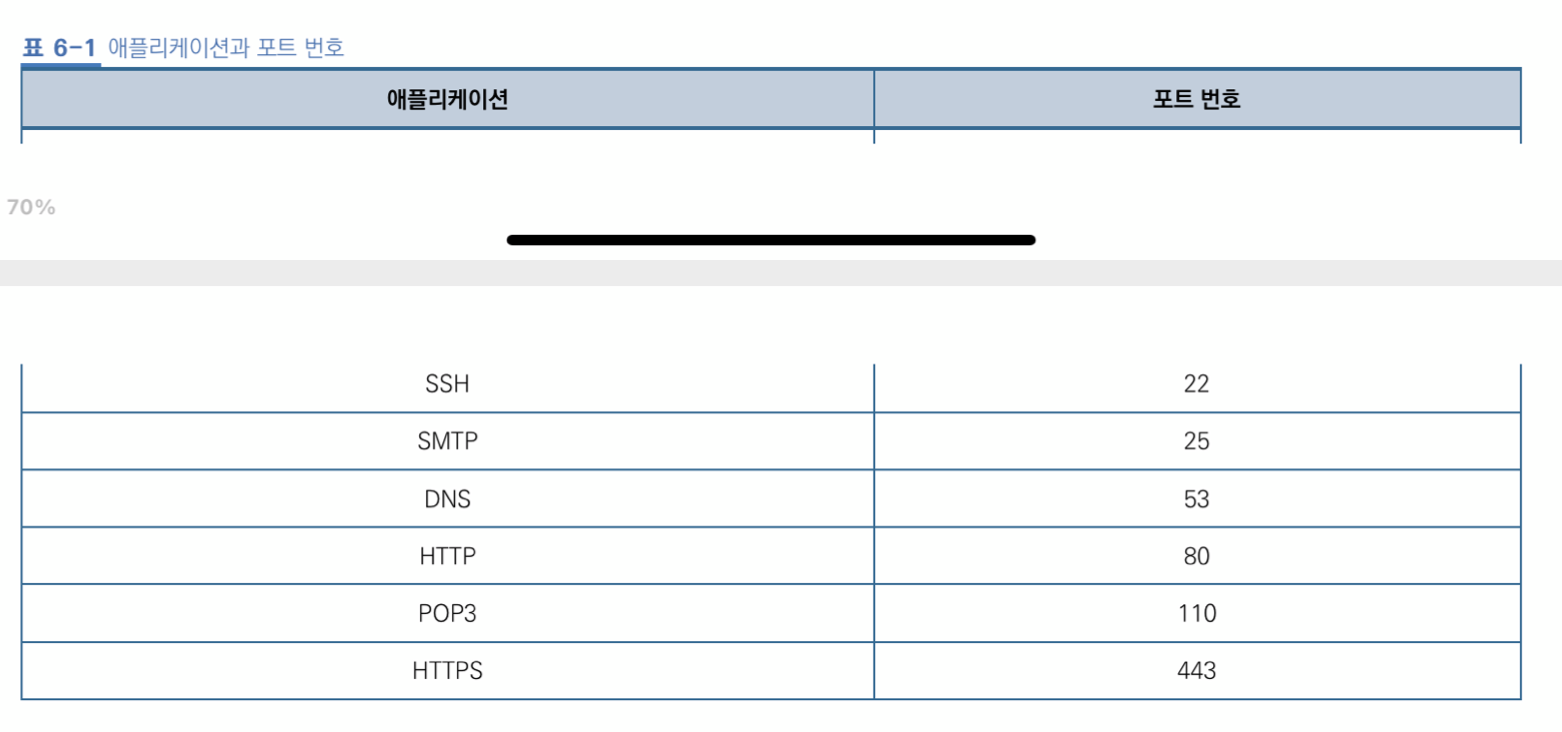 표 6-1 애플리케이션과 포트 번호
애플리케이션 포트 번호
70%
SSH 22
SMTP 25
DNS 53
HTTP 80
POP3 110
HTTPS 443